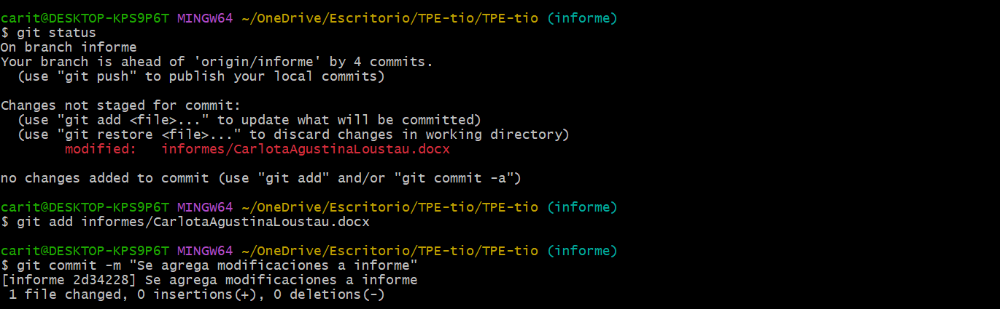 carit@DESKTOP-KPS9P6T MINGW64 ~/OneDrive/Escritorio/TPE-tio/TPE-tio (informe)
$ git status
On branch informe
Your branch is ahead of 'origin/informe' by 4 commits.
  (use "git push" to publish your local commits)

Changes not staged for commit:
  (use "git add <file>..." to update what will be committed)
  (use "git restore <file>..." to discard changes in working directory)
        modified:   informes/CarlotaAgustinaLoustau.docx

no changes added to commit (use "git add" and/or "git commit -a")

carit@DESKTOP-KPS9P6T MINGW64 ~/OneDrive/Escritorio/TPE-tio/TPE-tio (informe)
$ git add informes/CarlotaAgustinaLoustau.docx

carit@DESKTOP-KPS9P6T MINGW64 ~/OneDrive/Escritorio/TPE-tio/TPE-tio (informe)
$ git commit -m "Se agrega modificaciones a informe"
[informe 2d34228] Se agrega modificaciones a informe
 1 file changed, 0 insertions(+), 0 deletions(-)